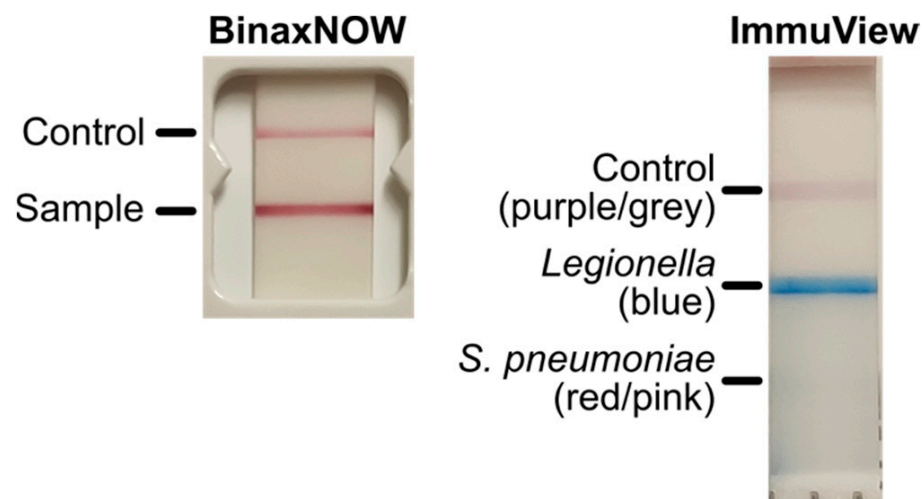 BinaxNOW
Control
Sample
ImmuView
Control
(purple/grey)
Legionella
(blue)
S. pneumoniae
(red/pink)